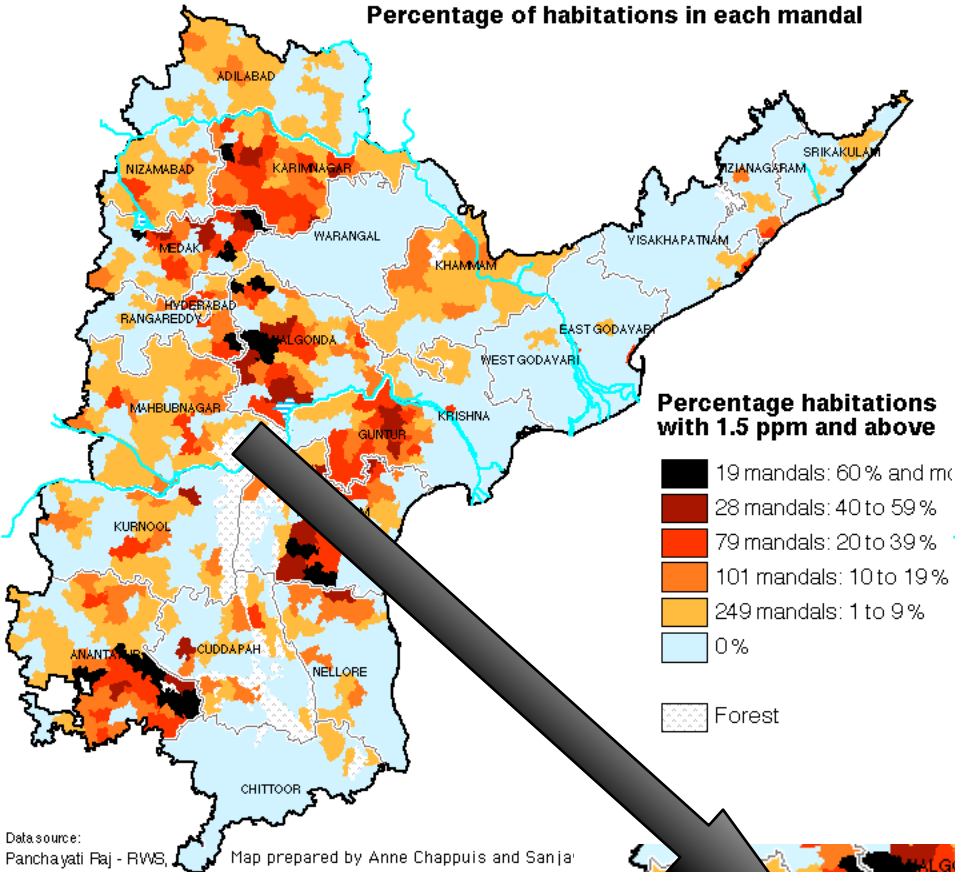 Percentage of habitations in each mandal
ADILABAD
NIZAMABAD
KARIMNAGAR
SRIKAKULAM
VIZIANAGARAM
WARANGAL
VISAKHAPATNAM
MEDAK
KHAMMAM
HYDERABAD
RANGAREDDY
NALGONDA
EAST GODAVARI
WEST GODAVARI
MAHBUBNAGAR
KRISHNA
GUNTUR
KURNOOL
M
ANANTAPUR
CUDDAPAH
NELLORE
CHITTOOR
Percentage habitations
with 1.5 ppm and above
19 mandals: 60% and mo
28 mandals: 40 to 59%
79 mandals: 20 to 39%
101 mandals: 10 to 19%
249 mandals: 1 to 9%
0%
Forest
Data source:
Panchayati Raj - RWS,
Map prepared by Anne Chappuis and Sanja